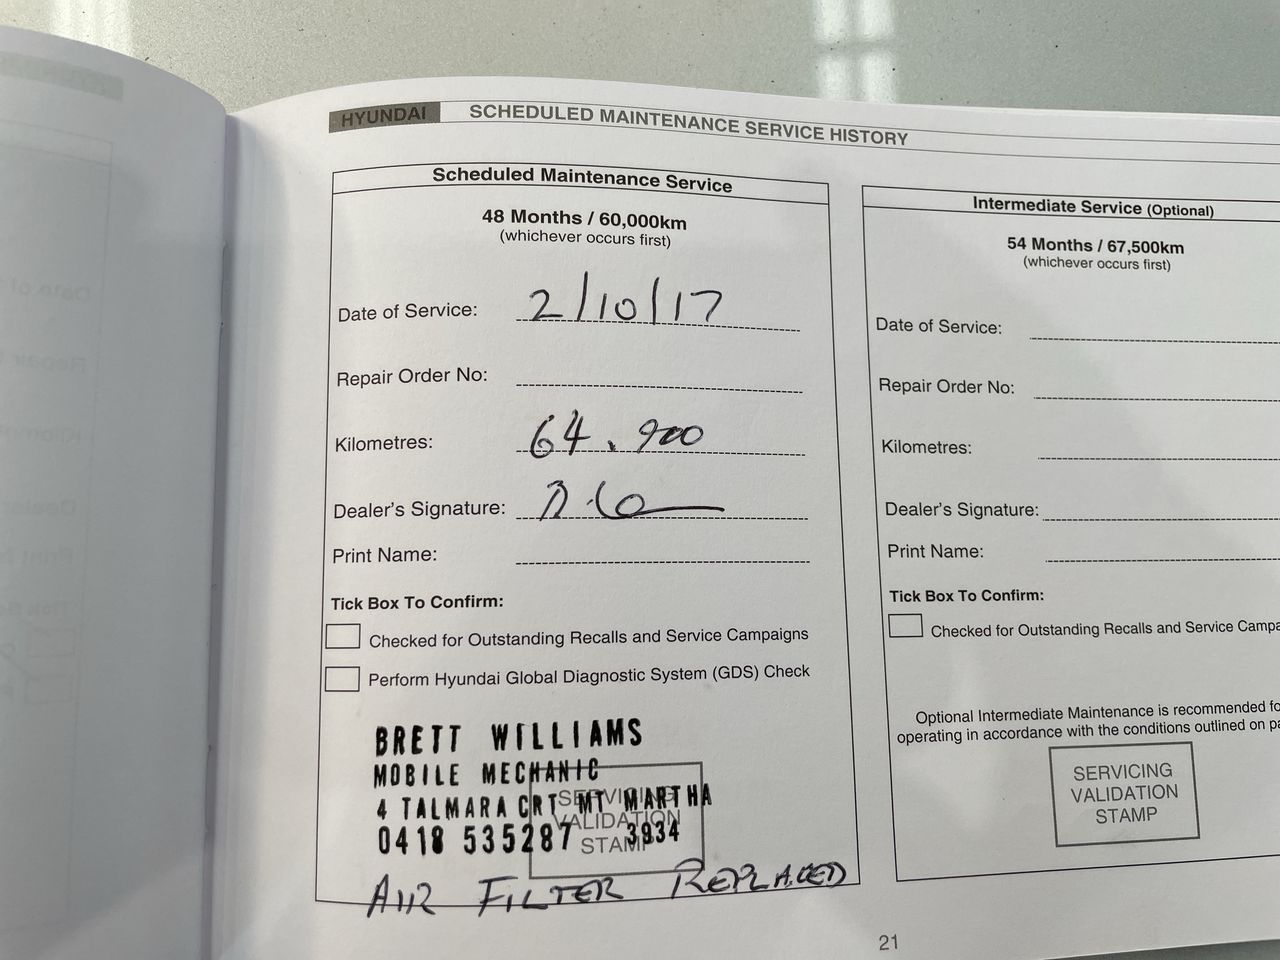 HYUNDAI SCHEDULED MAINTENANCE SERVICE HISTORY
Scheduled Maintenance Service
48 Months / 60,000km
(whichever occurs first)
Date of Service: 2/10/17
Repair Order No:
Kilometres: 64.900
Dealer's Signature:
Print Name:
Tick Box To Confirm:
Checked for Outstanding Recalls and Service Campaigns
Perform Hyundai Global Diagnostic System (GDS) Check
BRETT WILLIAMS
MOBILE MECHANIC
4 TALMARA CRT MT MARTHA
0418 535287 3934
SERVICING
VALIDATION
STAMP
AIR FILTER REPLACED
Intermediate Service (Optional)
54 Months / 67,500km
(whichever occurs first)
Date of Service:
Repair Order No:
Kilometres:
Dealer's Signature:
Print Name:
Tick Box To Confirm:
Checked for Outstanding Recalls and Service Campa
Optional Intermediate Maintenance is recommended fo
operating in accordance with the conditions outlined on pa
SERVICING
VALIDATION
STAMP
21